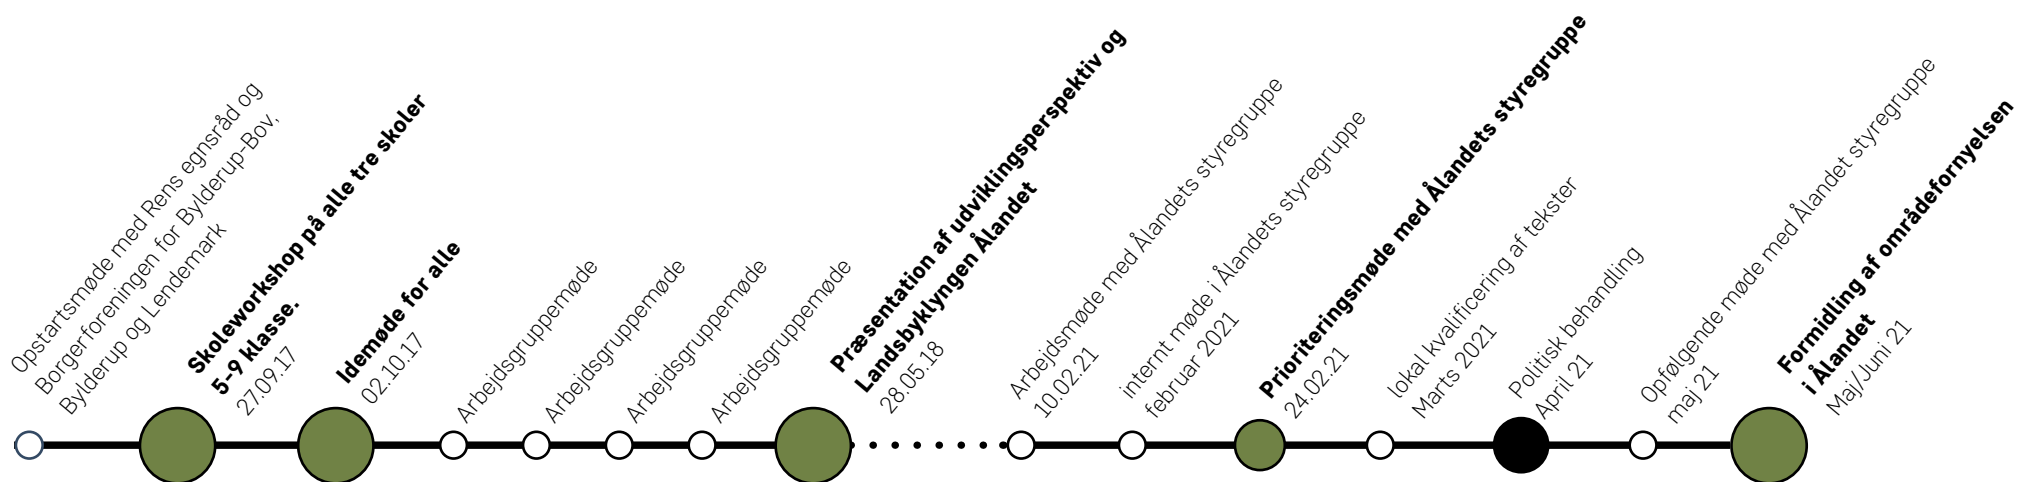 Opstartsmøde med Rens egnsråd og
Borgerforeningen for Bylderup-Bov,
Bylderup og Lendemark
Skoleworkshop på alle tre skoler
5-9 klasse.
27.09.17
Idemøde for alle
02.10.17
Arbejdsgruppemøde
Arbejdsgruppemøde
Arbejdsgruppemøde
Arbejdsgruppemøde
Præsentation af udviklingsperspektiv og
Landsbyklyngen Ålandet
28.05.18
Arbejdsmøde med Ålandets styregruppe
10.02.21
internt møde i Ålandets styregruppe
februar 2021
Prioriteringsmøde med Ålandets styregruppe
24.02.21
lokal kvalificering af tekster
Marts 2021
Politisk behandling
April 21
Opfølgende møde med Ålandet styregruppe
maj 21
Formidling af områdefornyelsen
i Ålandet
Maj/Juni 21